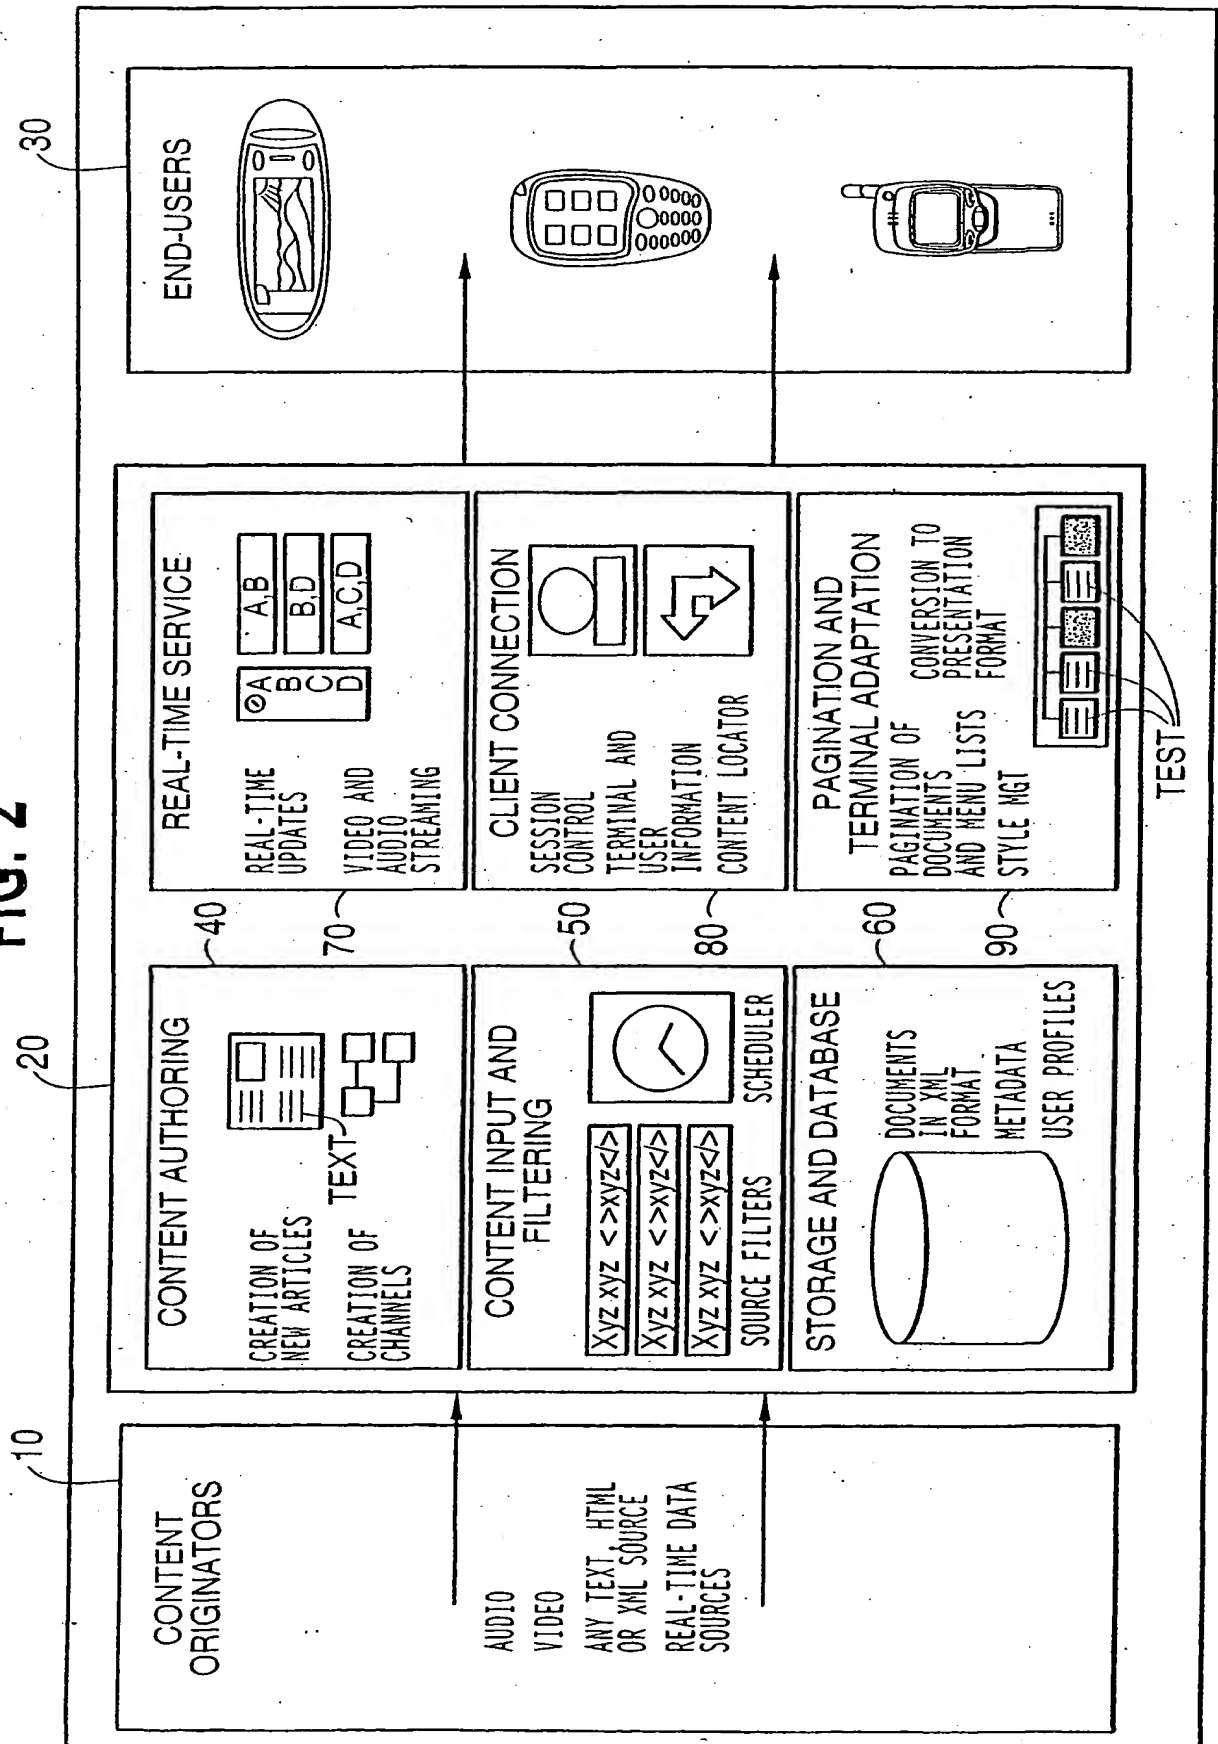 FIG. 2
10
CONTENT
ORIGINATORS
AUDIO
VIDEO
ANY TEXT, HTML
OR XML SOURCE
REAL-TIME DATA
SOURCES
20
CONTENT AUTHORING
40
CREATION OF
NEW ARTICLES
TEXT
CREATION OF
CHANNELS
CONTENT INPUT AND
FILTERING
50
Xyz xyz < >xyz</>
Xyz xyz < >xyz</>
Xyz xyz < >xyz</>
SOURCE FILTERS
SCHEDULER
STORAGE AND DATABASE
60
DOCUMENTS
IN XML
FORMAT
METADATA
USER PROFILES
REAL-TIME SERVICE
70
REAL-TIME
UPDATES
VIDEO AND
AUDIO
STREAMING
A
B
C
D
A,B
B,D
A,C,D
CLIENT CONNECTION
80
SESSION
CONTROL
TERMINAL AND
USER
INFORMATION
CONTENT LOCATOR
PAGINATION AND
TERMINAL ADAPTATION
90
PAGINATION OF
DOCUMENTS
AND MENU LISTS
STYLE MGT
CONVERSION TO
PRESENTATION
FORMAT
TEST
30
END-USERS